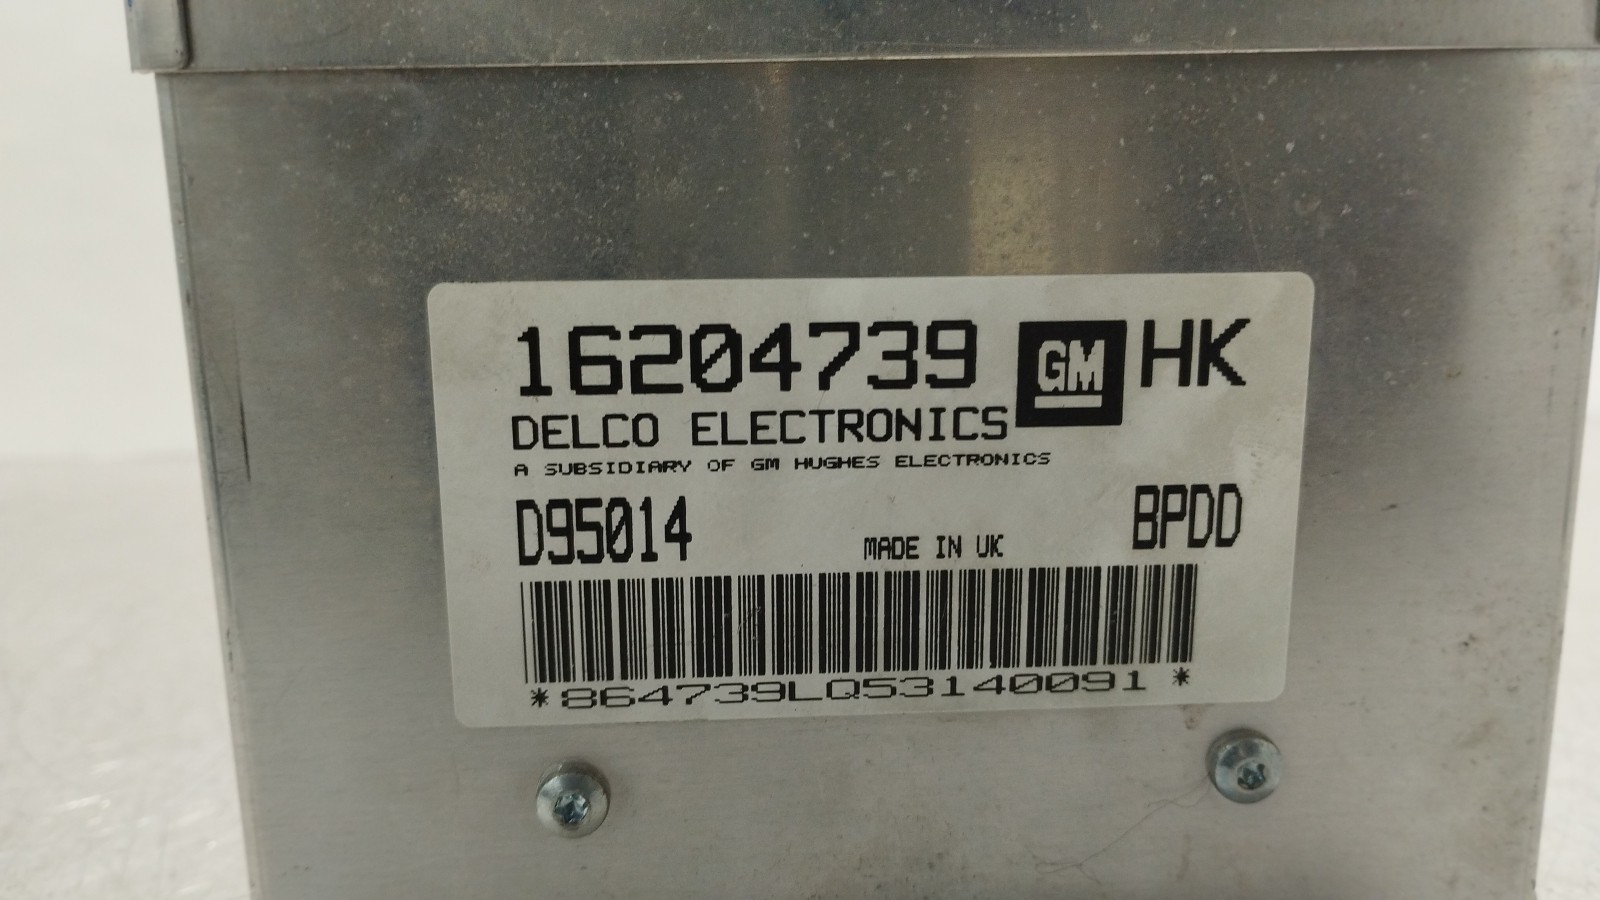 16204739 GM HK
DELCO ELECTRONICS
A SUBSIDIARY OF GM HUGHES ELECTRONICS
D95014 MADE IN UK BPDD
*864739LQ53140091*